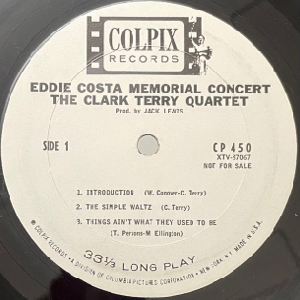 COLPIX
RECORDS
EDDIE COSTA MEMORIAL CONCERT
THE CLARK TERRY QUARTET
Prod. by JACK LEWIS
SIDE 1
CP 450
XTV-87067
NOT FOR SALE
1. INTRODUCTION (W. Conover-C. Terry)
2. THE SIMPLE WALTZ (C. Terry)
3. THINGS AIN'T WHAT THEY USED TO BE
(T. Persons-M Ellington)
33⅓ LONG PLAY
© COLPIX RECORDS • A DIVISION OF COLUMBIA PICTURES CORPORATION • NEW YORK, N.Y. MADE IN U.S.A.